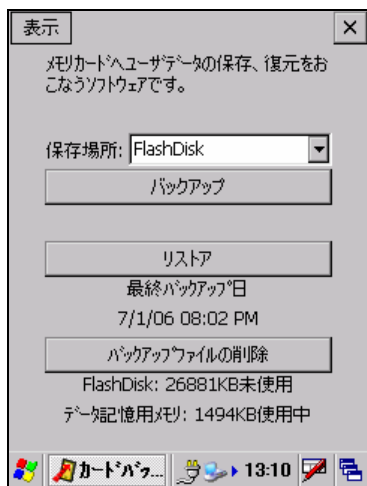 表示
ﾒﾓﾘｶｰﾄﾞへﾕｰｻﾞﾃﾞｰﾀの保存、復元をお
こなうｿﾌﾄｳｪｱです。
保存場所: FlashDisk
ﾊﾞｯｸｱｯﾌﾟ
ﾘｽﾄｱ
最終ﾊﾞｯｸｱｯﾌﾟ日
7/1/06 08:02 PM
ﾊﾞｯｸｱｯﾌﾟﾌｧｲﾙの削除
FlashDisk: 26881KB未使用
ﾃﾞｰﾀ記憶用ﾒﾓﾘ: 1494KB使用中
ｶｰﾄﾞﾊﾞｯ... 13:10